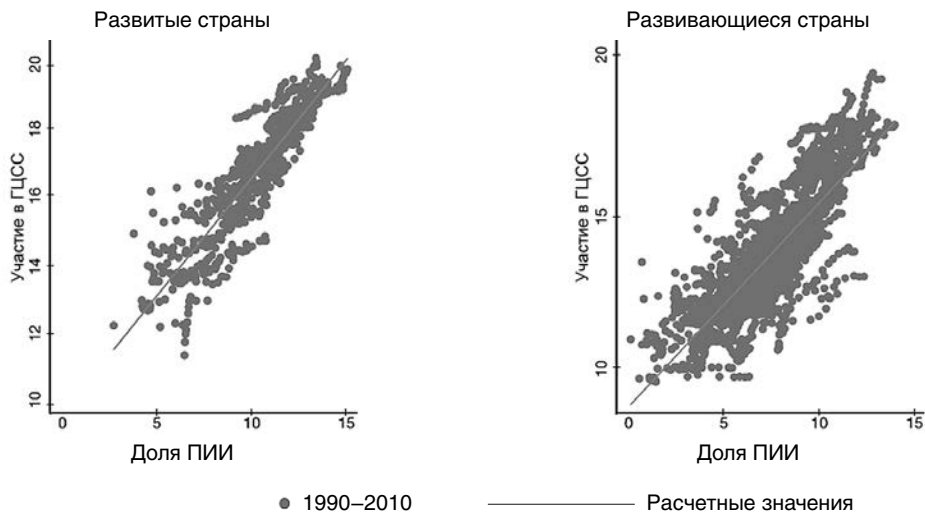 Развитые страны
Участие в ГЦСС
20
18
16
14
12
10
0 5 10 15
Доля ПИИ
Развивающиеся страны
Участие в ГЦСС
20
15
10
0 5 10 15
Доля ПИИ
1990–2010
Расчетные значения